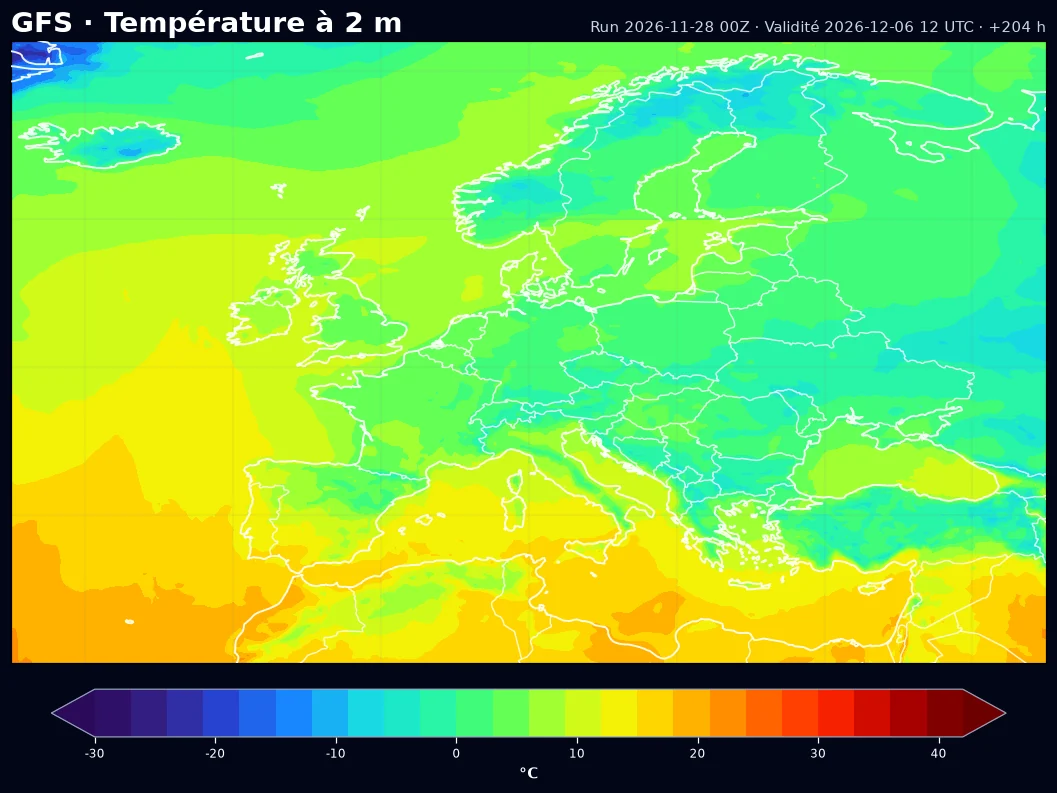 GFS · Température à 2 m
Run 2026-11-28 00Z · Validité 2026-12-06 12 UTC · +204 h
-30 -20 -10 0 10 20 30 40
°C